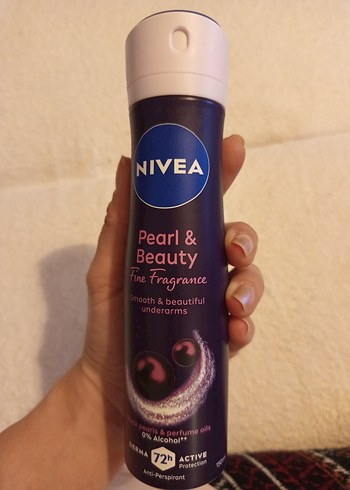 NIVEA
Pearl &
Beauty
Fine Fragrance
Smooth & beautiful
underarms
pearls & perfume oils
0% Alcohol**
DERMA 72h ACTIVE
Protection
Anti-Perspirant